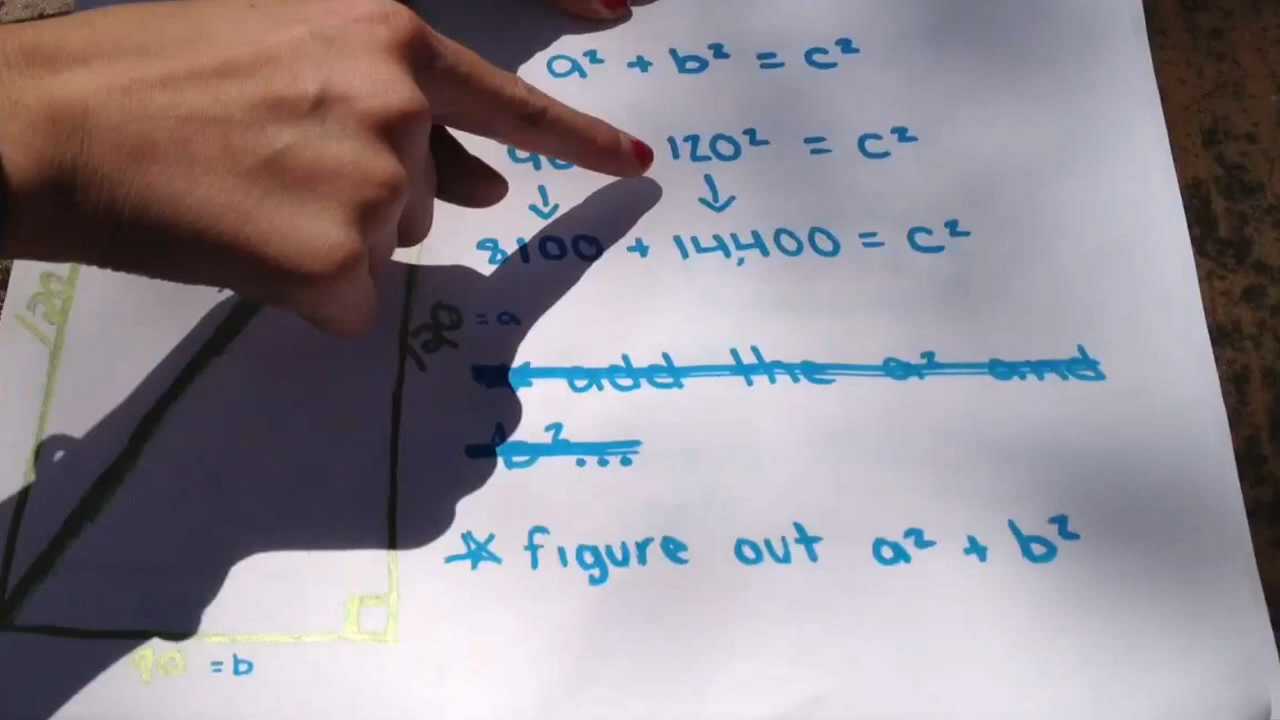 a² + b² = c²
120² = c²
↓ ↓
8100 + 14,400 = c²
120
120 = a
add the a² and
b²...
☆ figure out a² + b²
90 = b